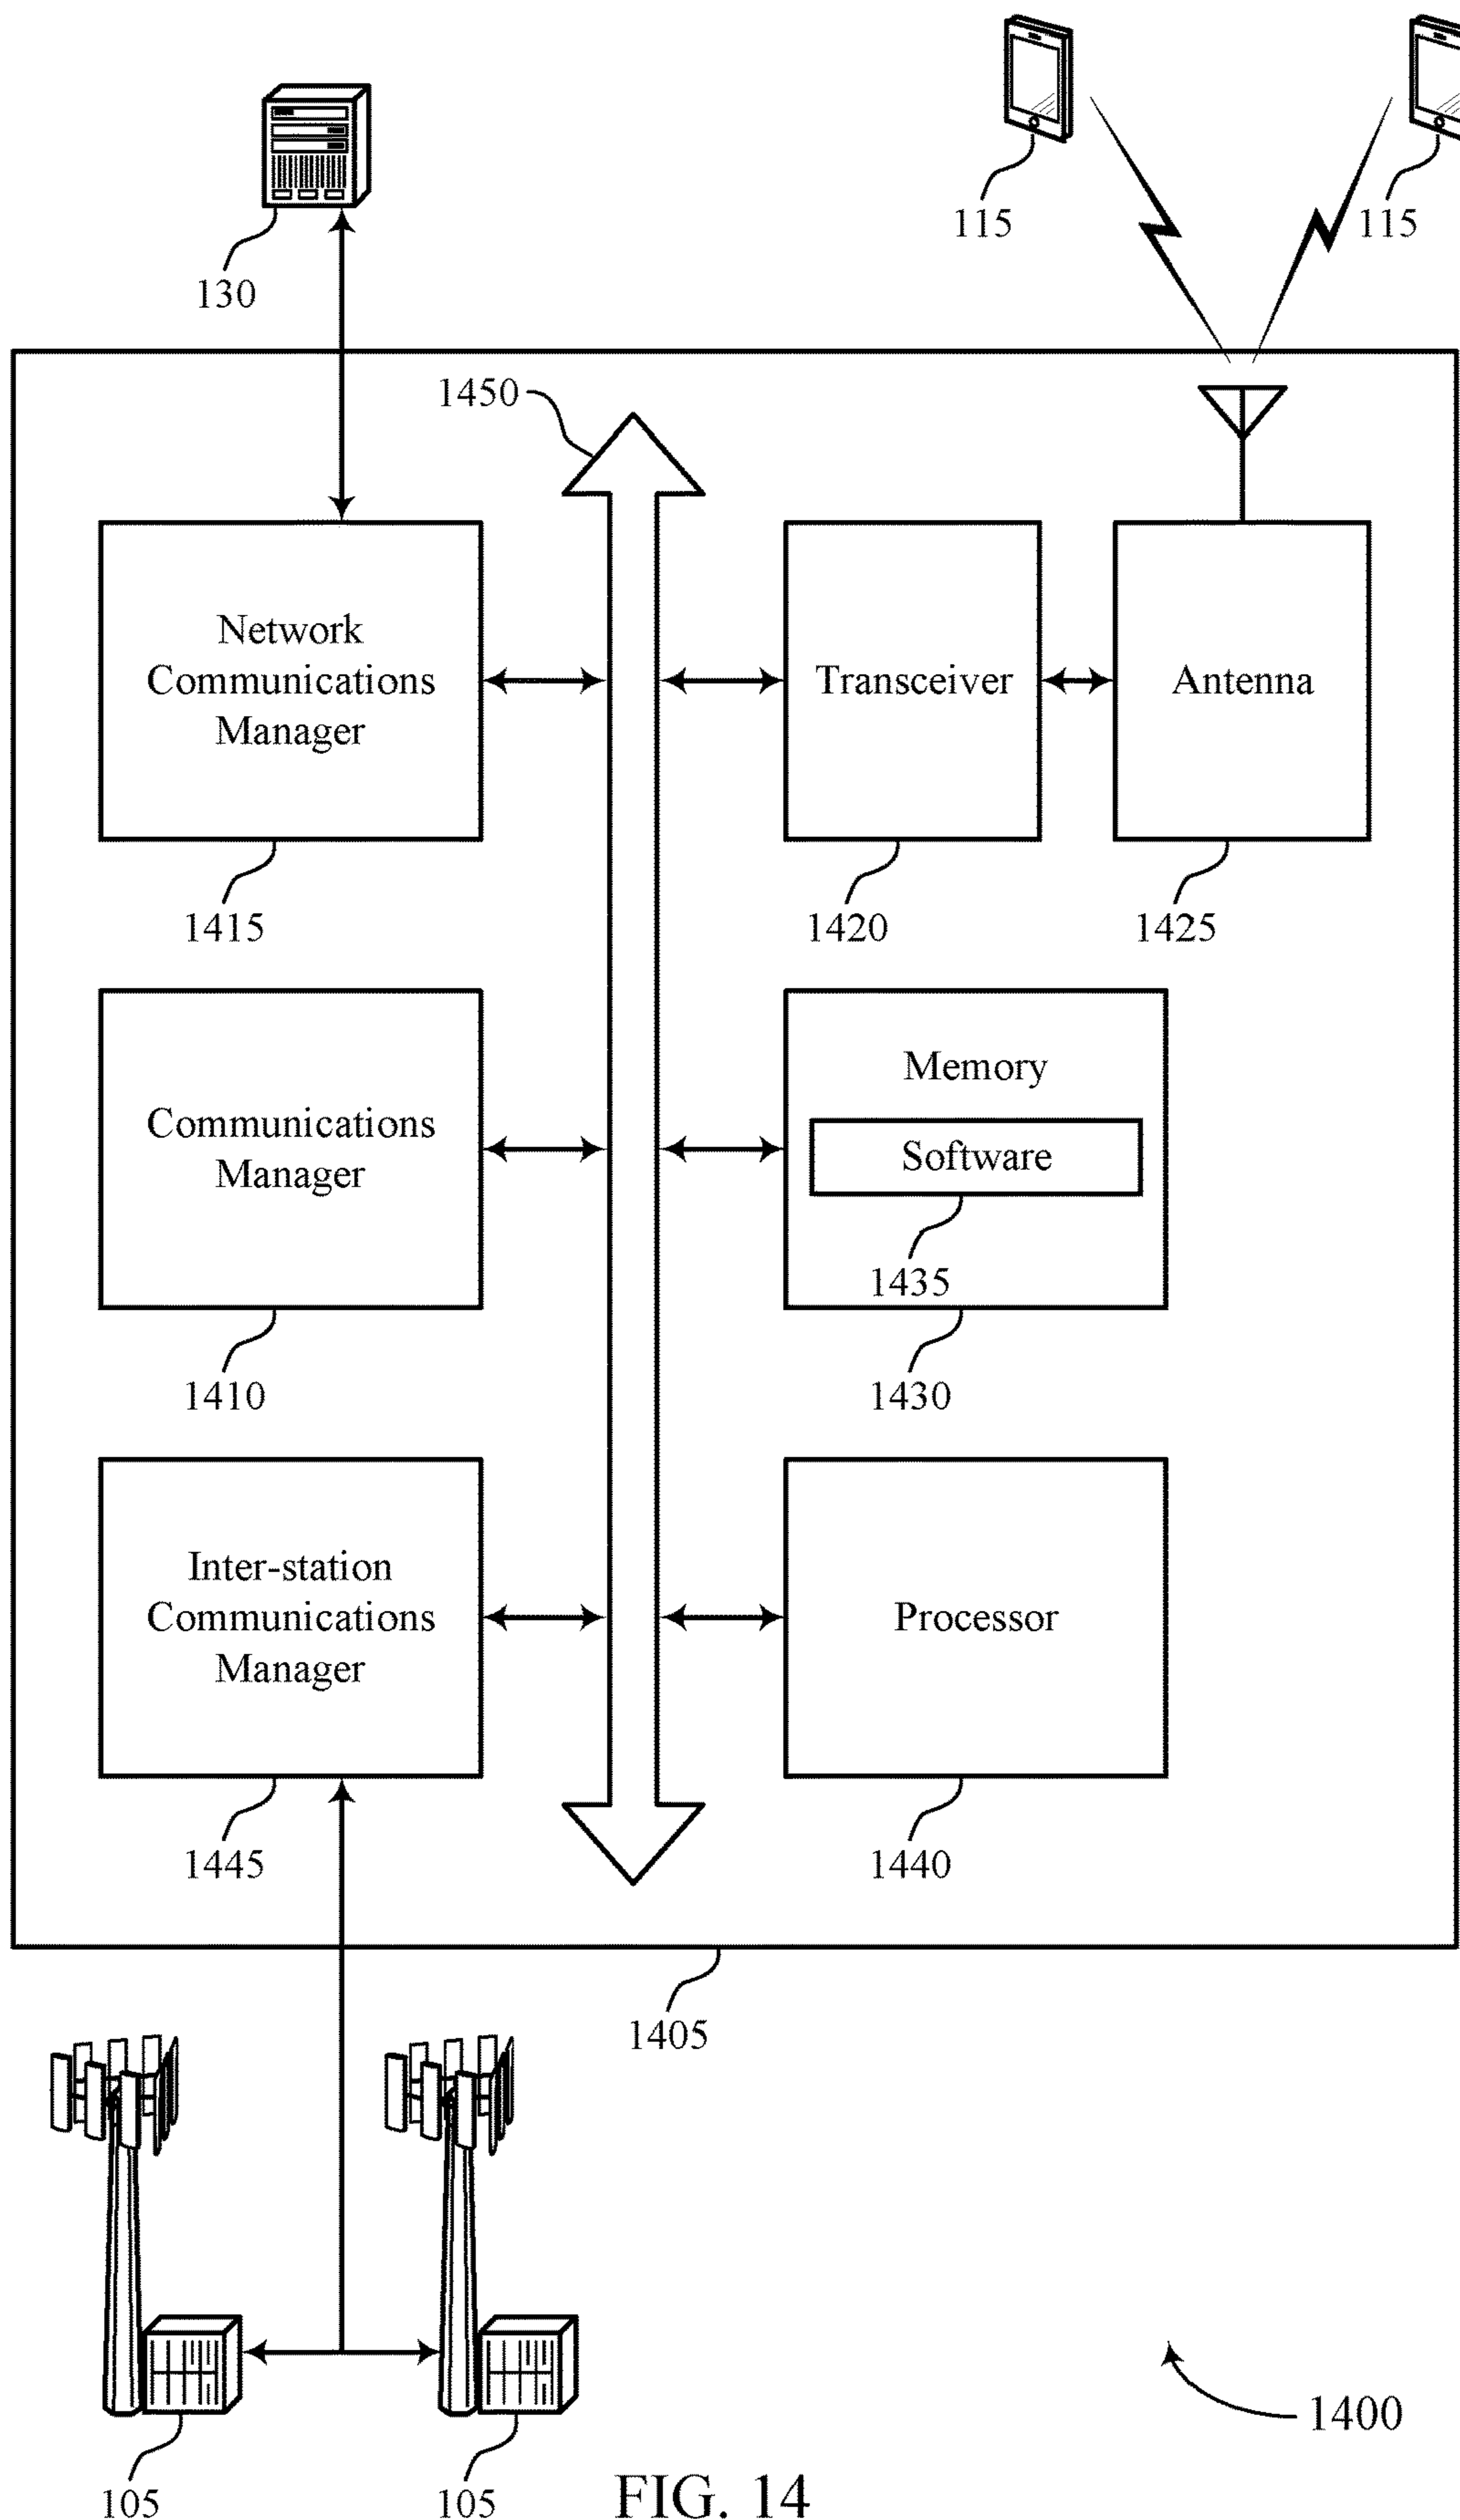 130
115
115
1450
Network
Communications
Manager
Transceiver
Antenna
1415
1420
1425
Communications
Manager
Memory
Software
1435
1410
1430
Inter-station
Communications
Manager
Processor
1445
1440
1405
1400
105
105
FIG. 14